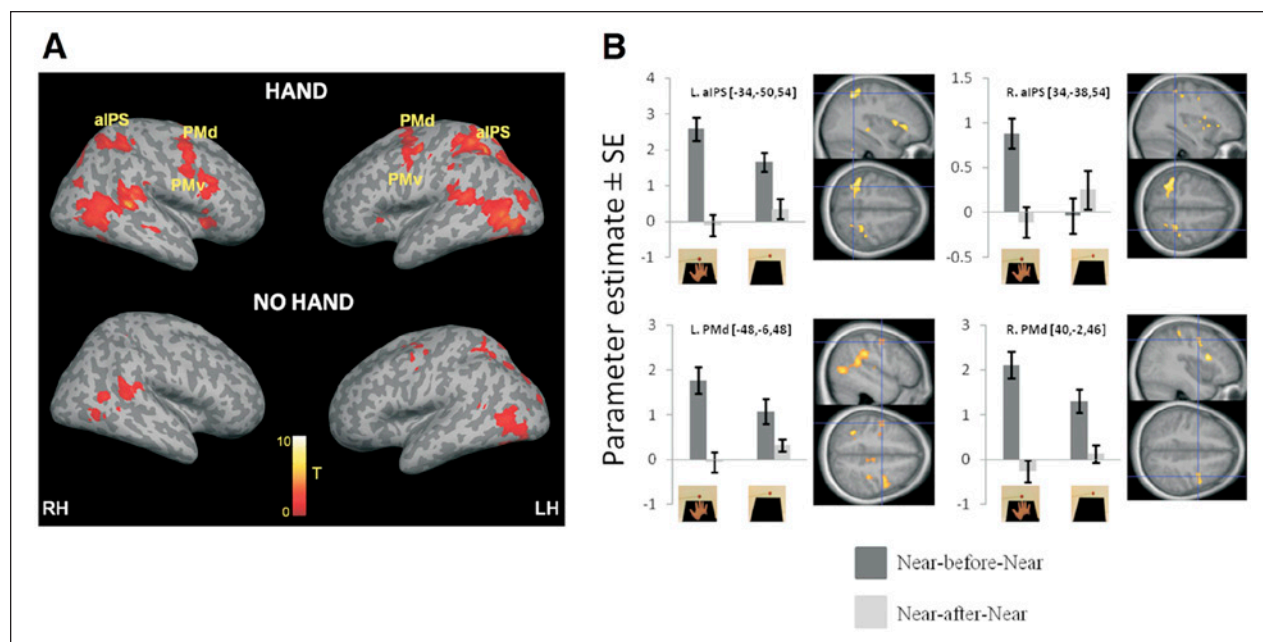 A
HAND
aIPS
PMd
PMv
PMd
aIPS
PMv
NO HAND
10
T
0
RH
LH
B
Parameter estimate ± SE
L. aIPS [-34,-50,54]
4
3
2
1
0
-1
R. aIPS [34,-38,54]
1.5
1
0.5
0
-0.5
L. PMd [-48,-6,48]
3
2
1
0
-1
R. PMd [40,-2,46]
3
2
1
0
-1
Near-before-Near
Near-after-Near